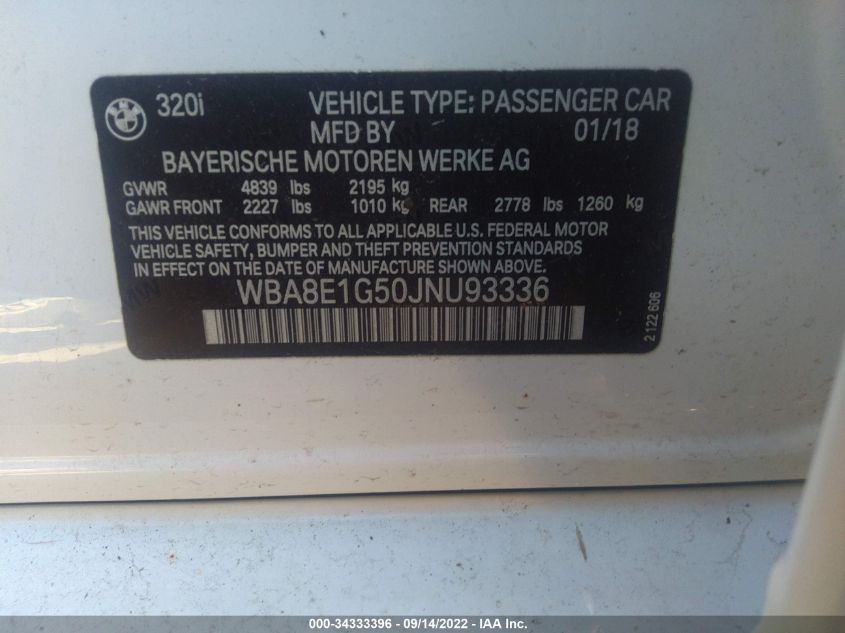 320i VEHICLE TYPE: PASSENGER CAR
MFD BY 01/18
BAYERISCHE MOTOREN WERKE AG
GVWR 4839 lbs 2195 kg
GAWR FRONT 2227 lbs 1010 kg REAR 2778 lbs 1260 kg
THIS VEHICLE CONFORMS TO ALL APPLICABLE U.S. FEDERAL MOTOR
VEHICLE SAFETY, BUMPER AND THEFT PREVENTION STANDARDS
IN EFFECT ON THE DATE OF MANUFACTURE SHOWN ABOVE.
WBA8E1G50JNU93336
2 122 606
000-34333396 - 09/14/2022 - IAA Inc.